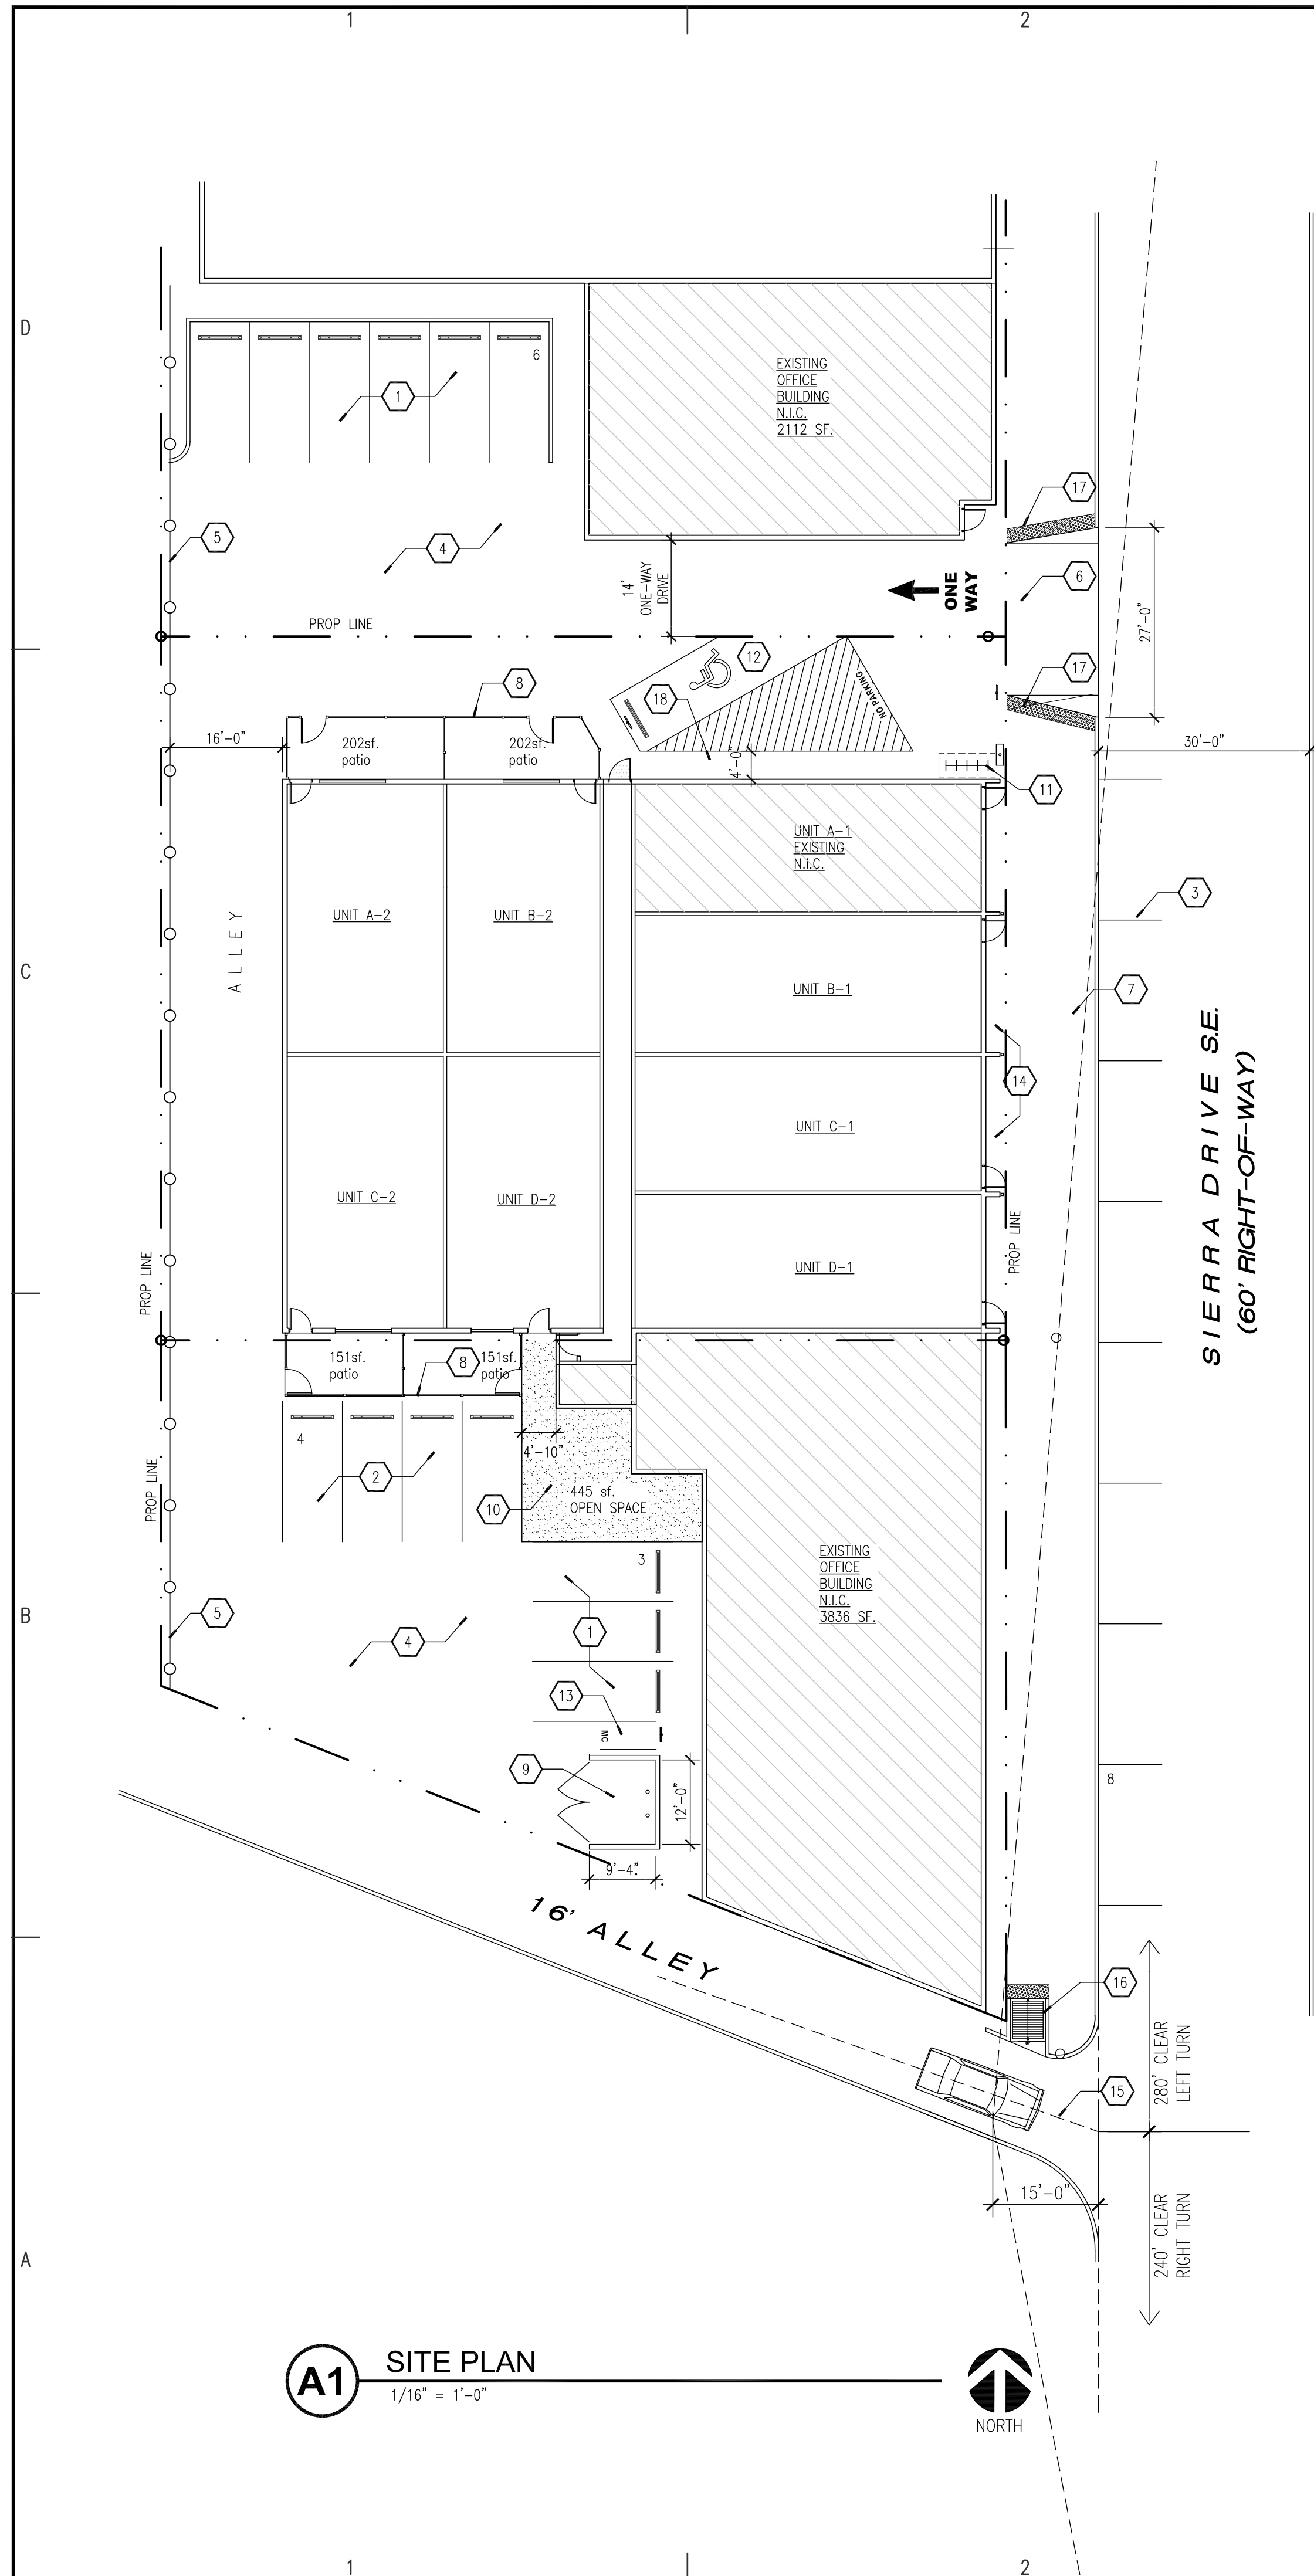 1
2
D
6
EXISTING
OFFICE
BUILDING
N.I.C.
2112 SF.
1
17
5
4
14'
ONE-WAY
DRIVE
ONE
WAY
6
27'-0"
PROP LINE
12
17
8
18
NO PARKING
16'-0"
202sf.
patio
202sf.
patio
4'-0"
30'-0"
11
UNIT A-1
EXISTING
N.I.C.
3
UNIT A-2
UNIT B-2
ALLEY
C
UNIT B-1
7
SIERRA DRIVE S.E.
(60' RIGHT-OF-WAY)
14
UNIT C-1
UNIT C-2
UNIT D-2
PROP LINE
PROP LINE
UNIT D-1
151sf.
patio
8
151sf.
patio
4
4'-10"
2
PROP LINE
10
445 sf.
OPEN SPACE
3
EXISTING
OFFICE
BUILDING
N.I.C.
3836 SF.
B
5
4
1
13
MC
9
12'-0"
8
9'-4"
16' ALLEY
16
280' CLEAR
LEFT TURN
15
15'-0"
240' CLEAR
RIGHT TURN
A
A1
SITE PLAN
1/16" = 1'-0"
NORTH
1
2